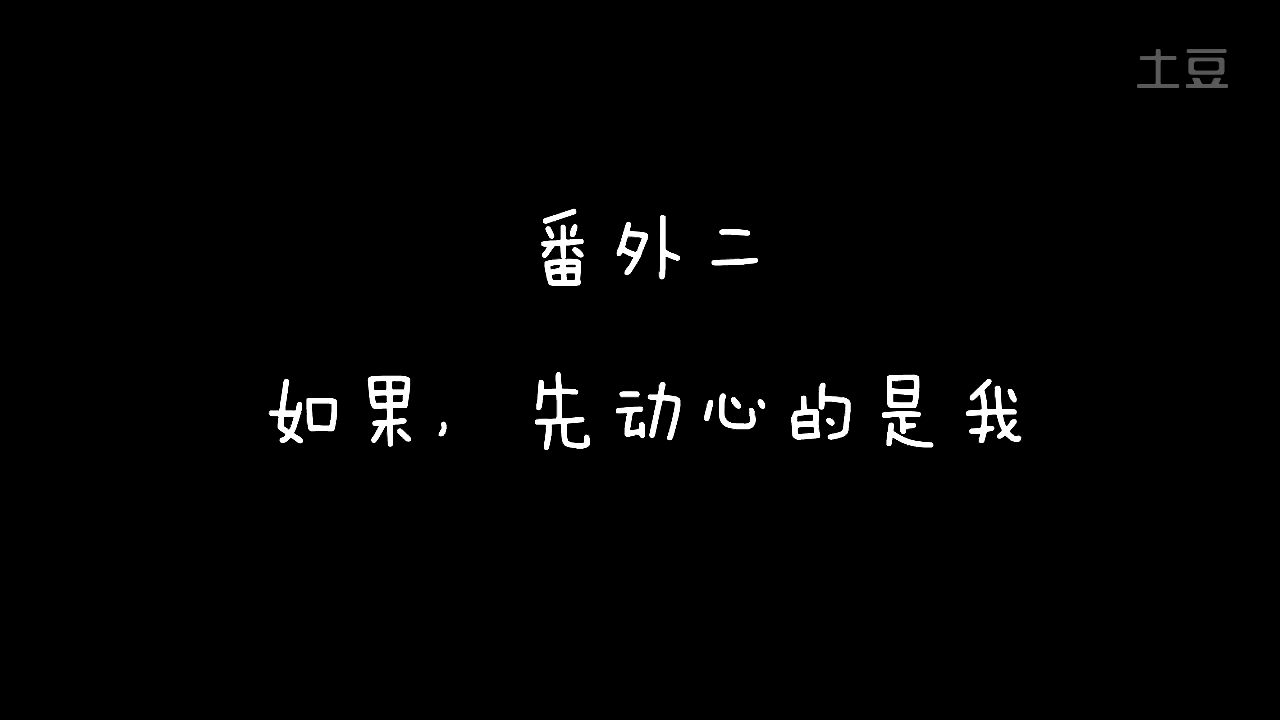 土豆
番外二
如果，先动心的是我